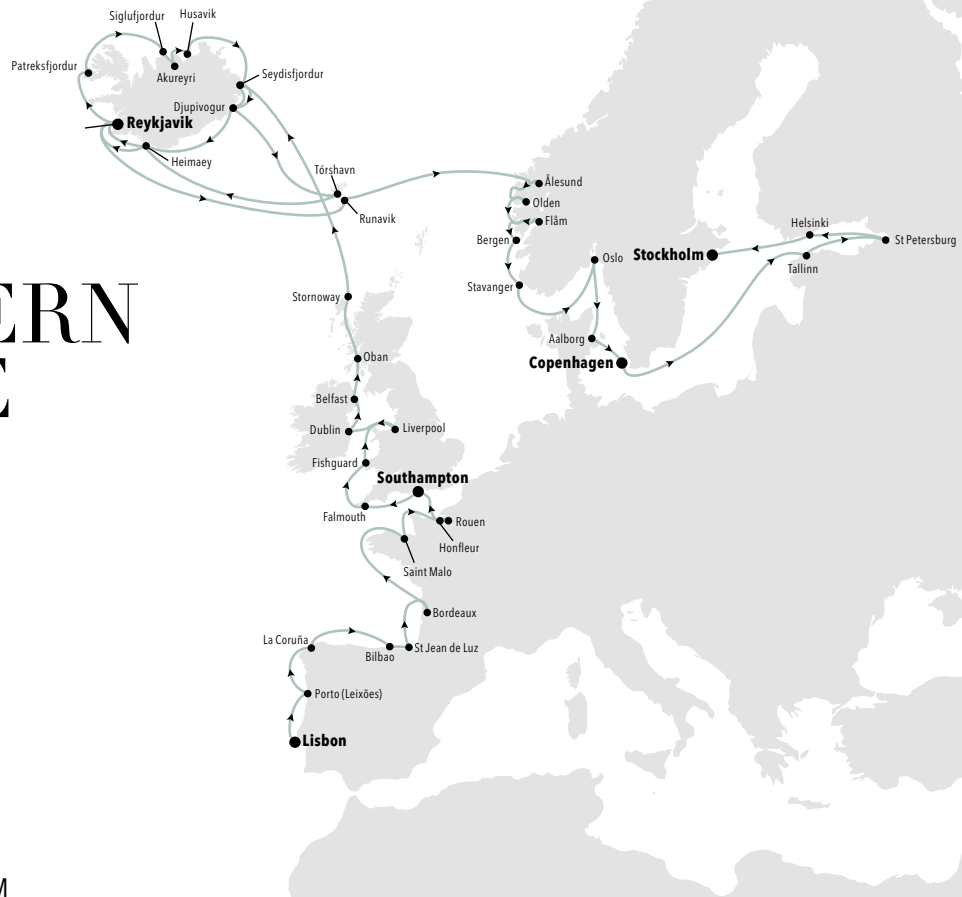 Siglufjordur
Husavik
Patreksfjordur
Akureyri
Seydisfjordur
Djupivogur
Reykjavik
Heimaey
Tórshavn
Runavik
Ålesund
Olden
Flåm
Bergen
Stavanger
Oslo
Stockholm
Helsinki
St Petersburg
Tallinn
Aalborg
Copenhagen
Stornoway
ERN
E
Oban
Belfast
Dublin
Liverpool
Fishguard
Southampton
Falmouth
Rouen
Honfleur
Saint Malo
Bordeaux
La Coruña
Bilbao
St Jean de Luz
Porto (Leixões)
Lisbon
M